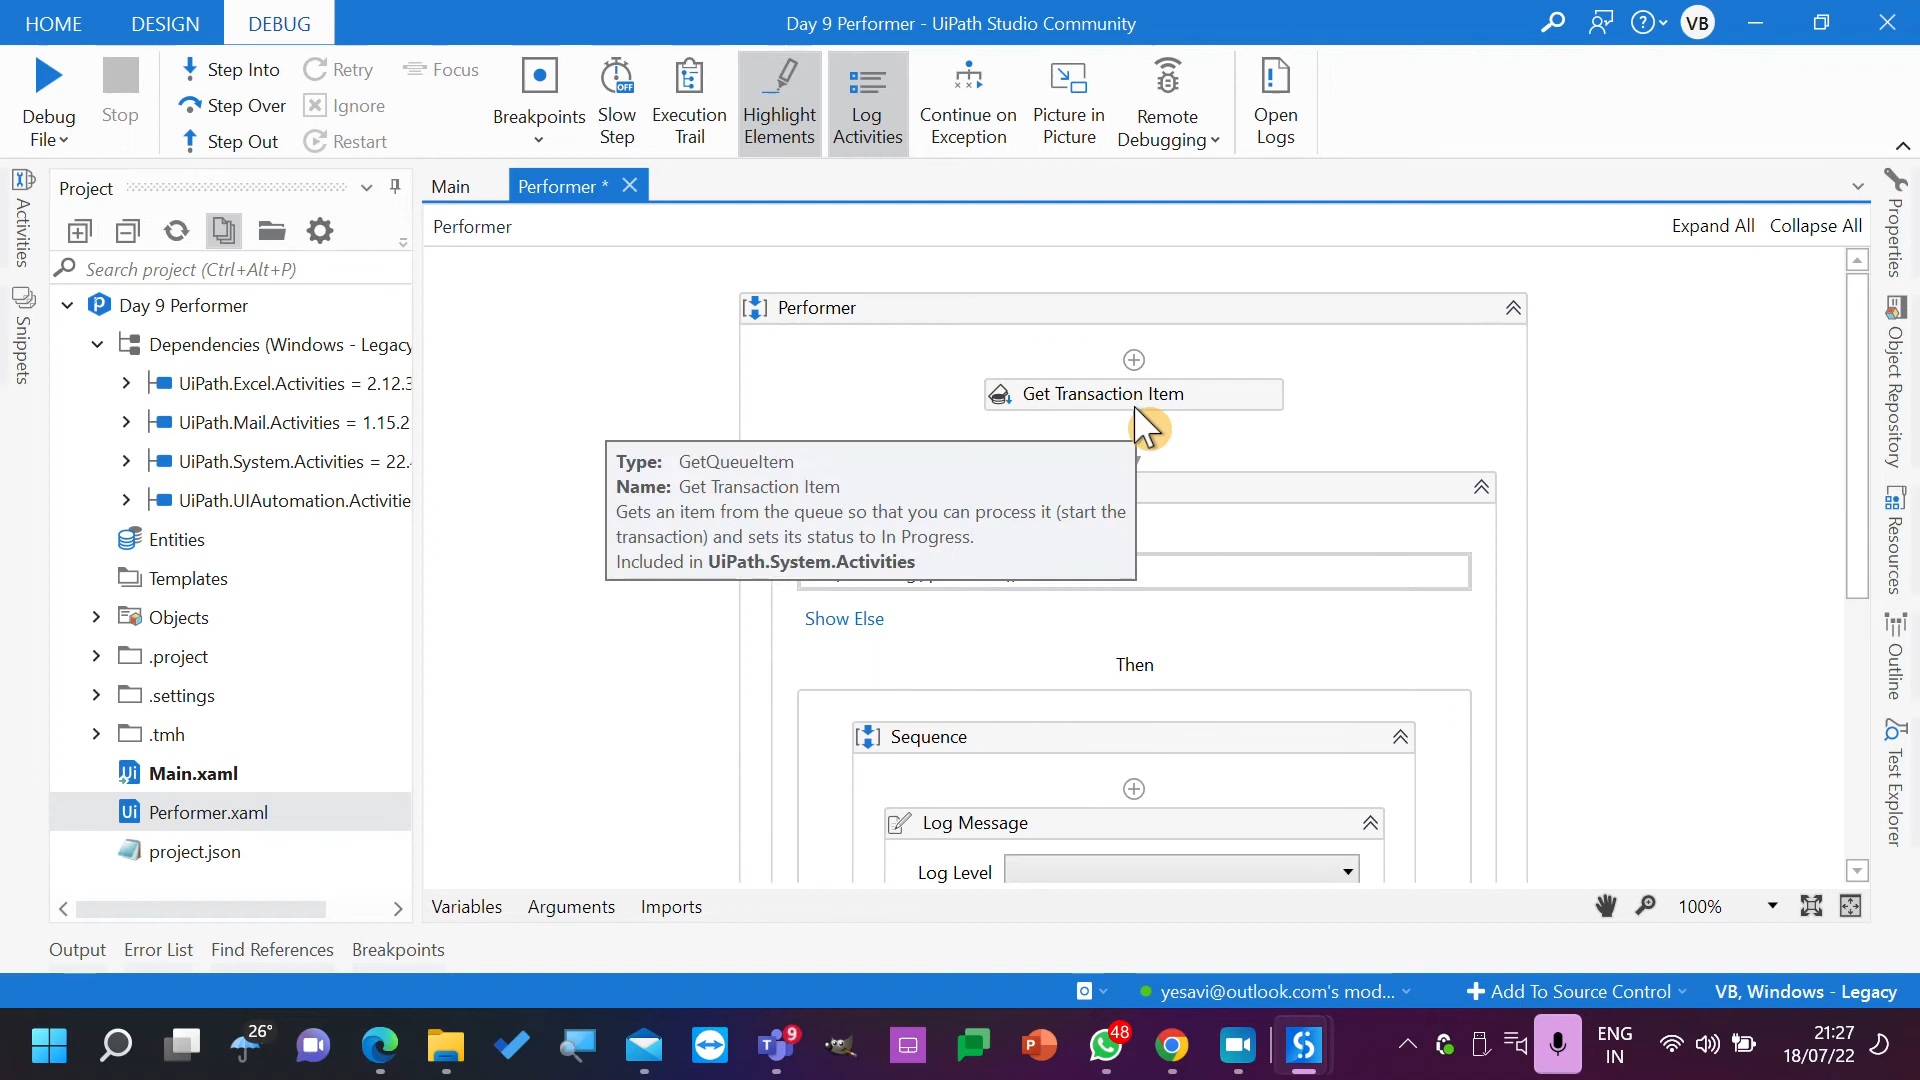 HOME DESIGN DEBUG Day 9 Performer - UiPath Studio Community VB
Debug File
Stop
Step Into
Step Over
Step Out
Retry
Ignore
Restart
Focus
Breakpoints
Slow Step
Execution Trail
Highlight Elements
Log Activities
Continue on Exception
Picture in Picture
Remote Debugging
Open Logs
Activities
Snippets
Project
Search project (Ctrl+Alt+P)
Day 9 Performer
Dependencies (Windows - Legacy
UiPath.Excel.Activities = 2.12.3
UiPath.Mail.Activities = 1.15.2
UiPath.System.Activities = 22.
UiPath.UIAutomation.Activitie
Entities
Templates
Objects
.project
.settings
.tmh
Main.xaml
Performer.xaml
project.json
Main Performer *
Performer Expand All Collapse All
Performer
Get Transaction Item
Type: GetQueueItem
Name: Get Transaction Item
Gets an item from the queue so that you can process it (start the
transaction) and sets its status to In Progress.
Included in UiPath.System.Activities
Show Else
Then
Sequence
Log Message
Log Level
Properties
Object Repository
Resources
Outline
Test Explorer
Variables Arguments Imports 100%
Output Error List Find References Breakpoints
yesavi@outlook.com's mod... Add To Source Control VB, Windows - Legacy
26° 9 48 ENG IN 21:27 18/07/22